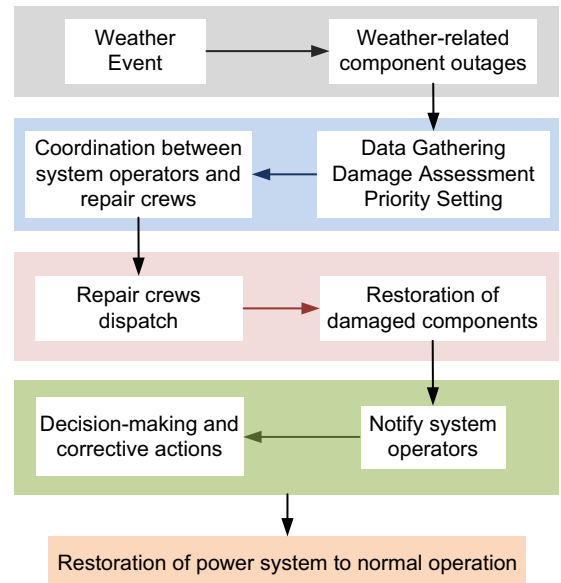 Weather
Event
Weather-related
component outages
Coordination between
system operators and
repair crews
Data Gathering
Damage Assessment
Priority Setting
Repair crews
dispatch
Restoration of
damaged components
Decision-making and
corrective actions
Notify system
operators
Restoration of power system to normal operation